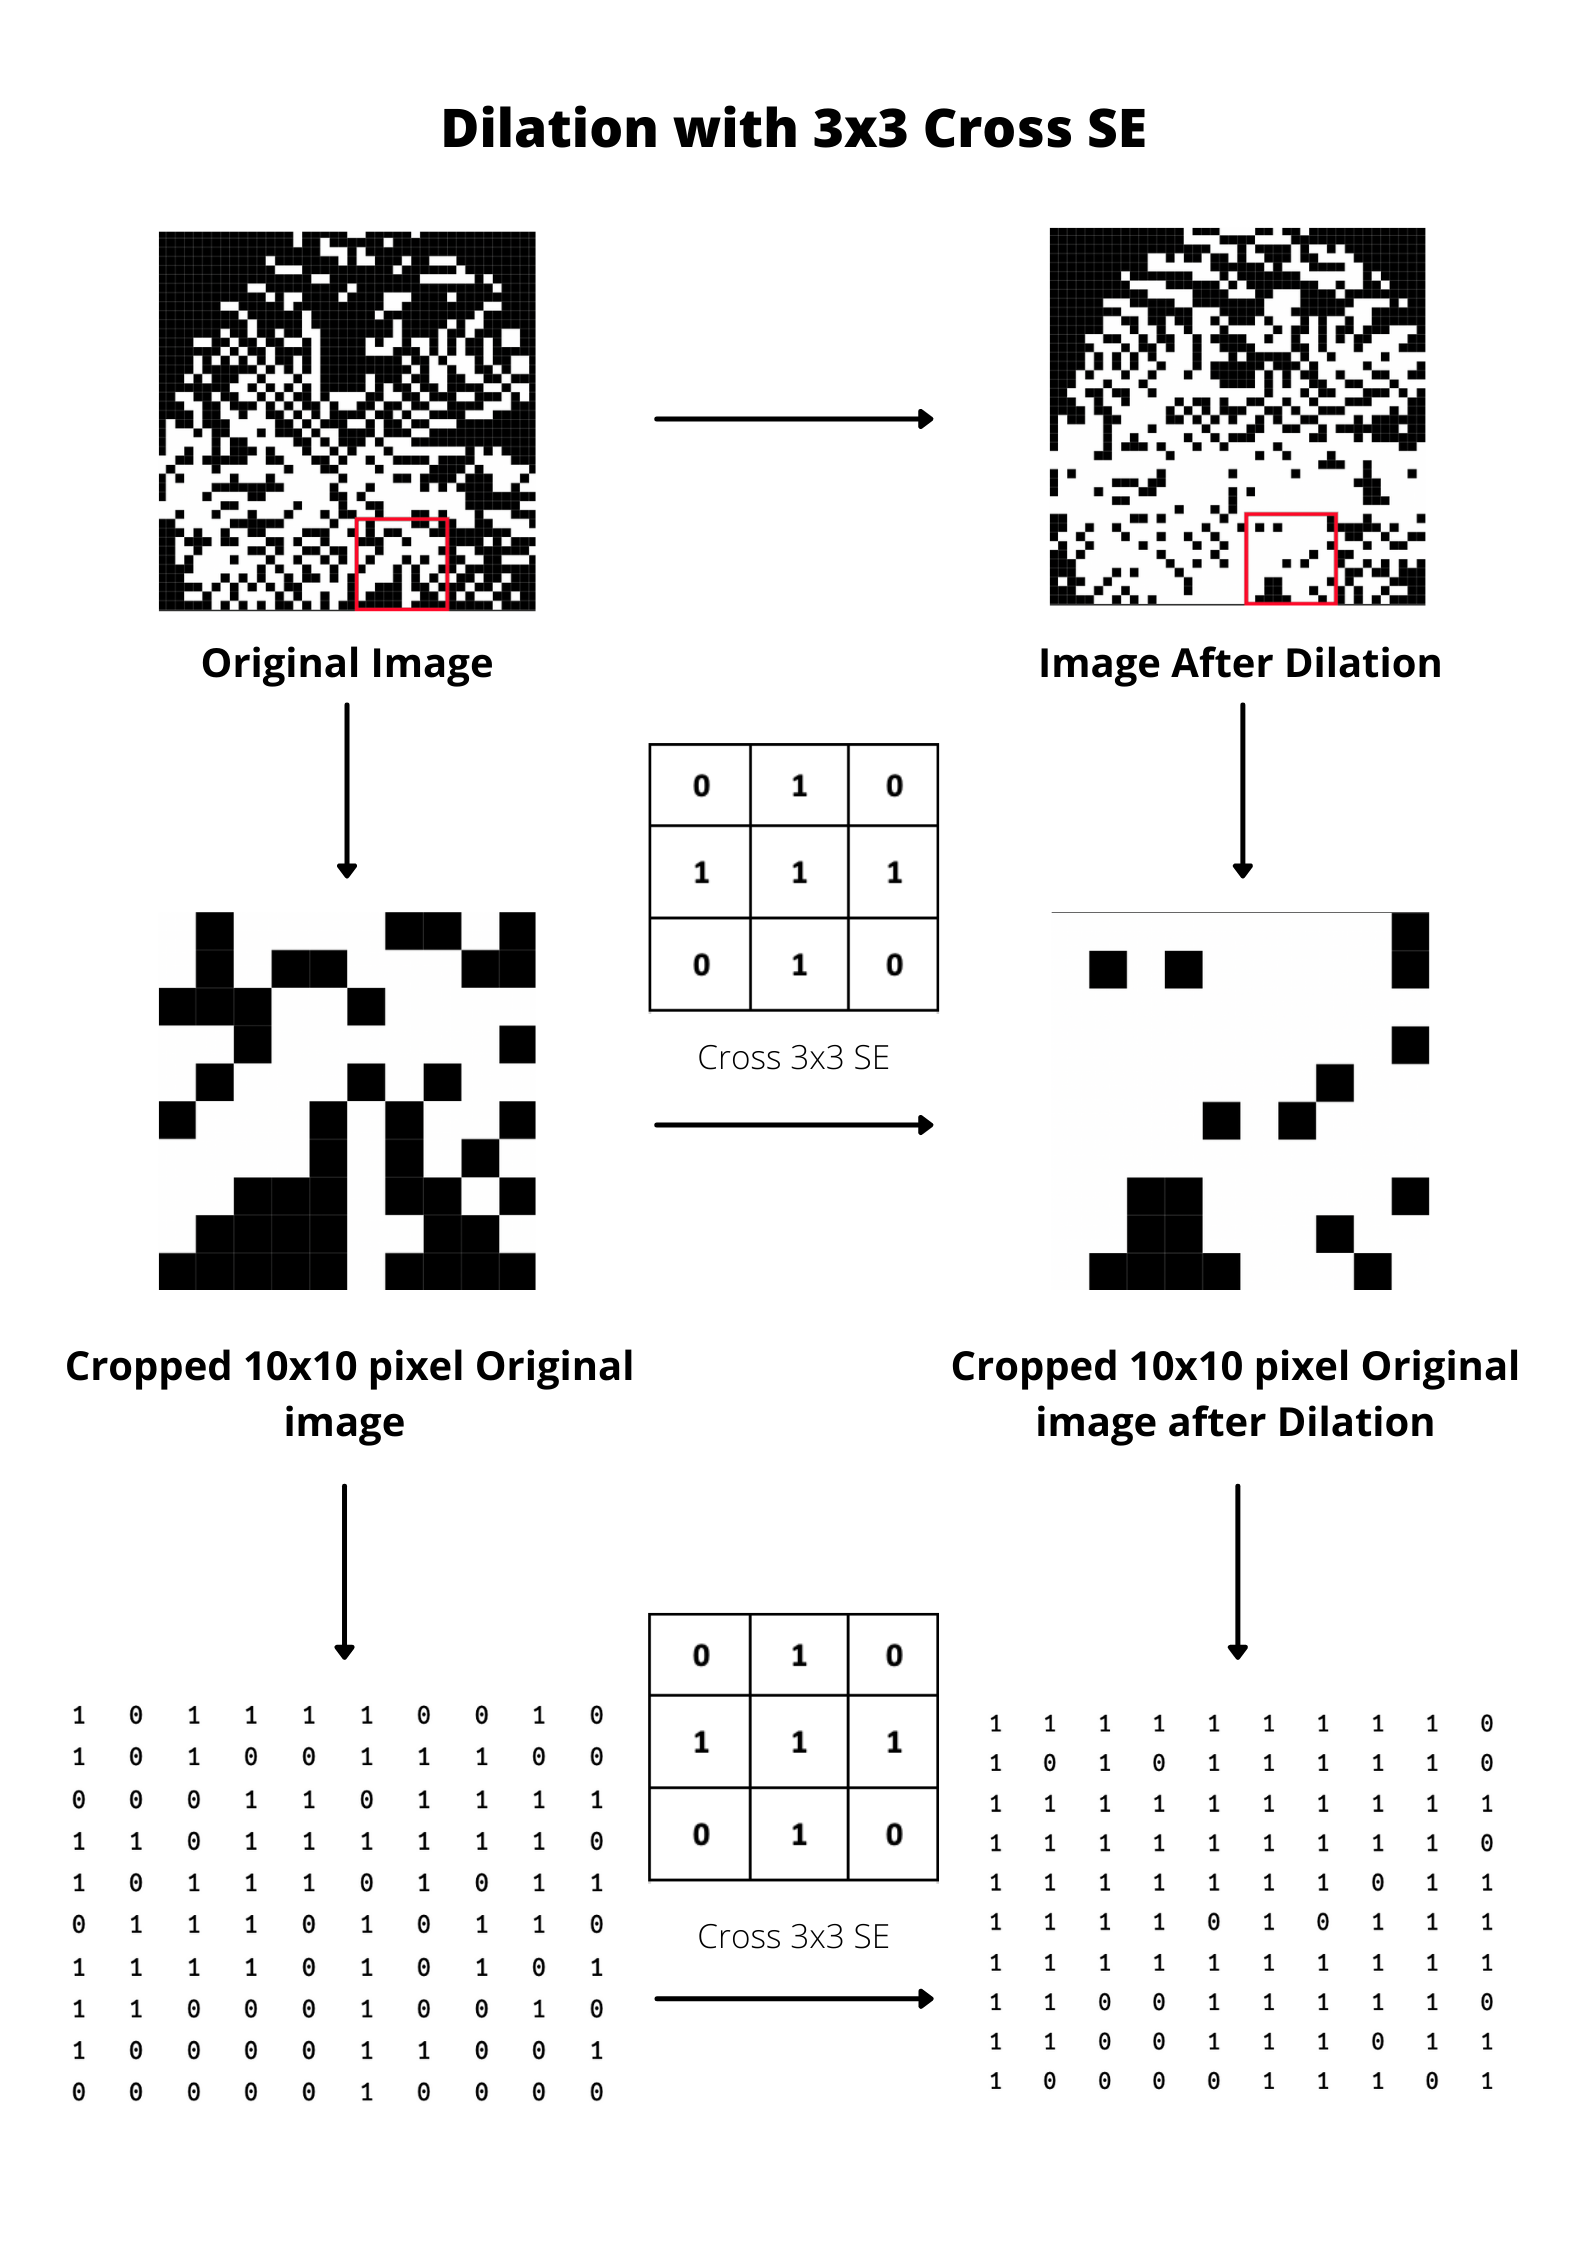 Dilation with 3x3 Cross SE
Original Image
Image After Dilation
0 1 0
1 1 1
0 1 0
Cross 3x3 SE
Cropped 10x10 pixel Original
image
Cropped 10x10 pixel Original
image after Dilation
0 1 0
1 1 1
0 1 0
Cross 3x3 SE
1 0 1 1 1 1 0 0 1 0
1 0 1 0 0 1 1 1 0 0
0 0 0 1 1 0 1 1 1 1
1 1 0 1 1 1 1 1 1 0
1 0 1 1 1 0 1 0 1 1
0 1 1 1 0 1 0 1 1 0
1 1 1 1 0 1 0 1 0 1
1 1 0 0 0 1 0 0 1 0
1 0 0 0 0 1 1 0 0 1
0 0 0 0 0 1 0 0 0 0
1 1 1 1 1 1 1 1 1 0
1 0 1 0 1 1 1 1 1 0
1 1 1 1 1 1 1 1 1 1
1 1 1 1 1 1 1 1 1 0
1 1 1 1 1 1 1 0 1 1
1 1 1 1 0 1 0 1 1 1
1 1 1 1 1 1 1 1 1 1
1 1 0 0 1 1 1 1 1 0
1 1 0 0 1 1 1 0 1 1
1 0 0 0 0 1 1 1 0 1